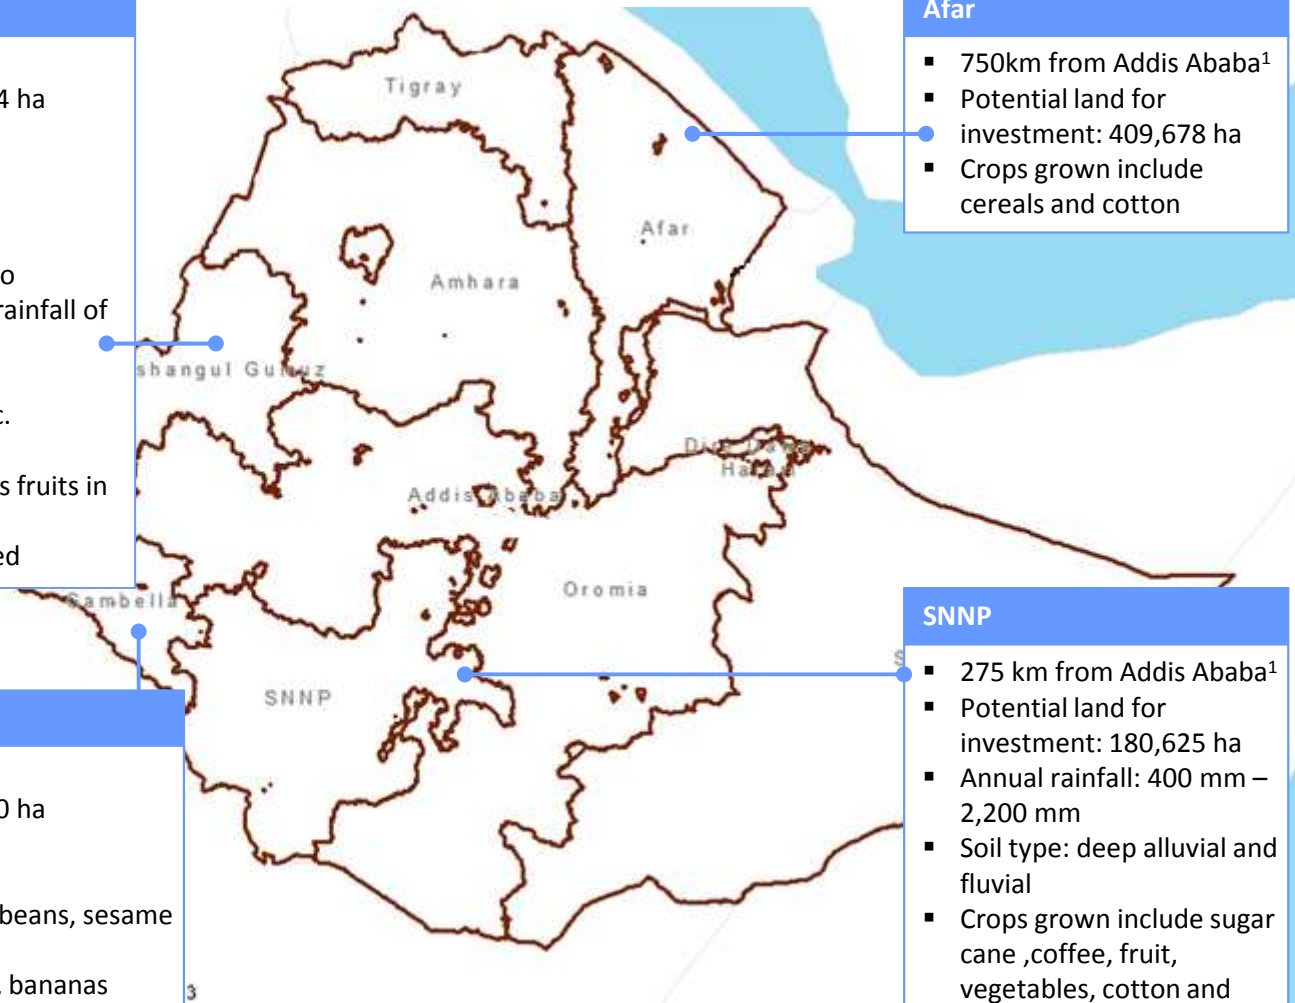 4 ha
o
rainfall of
c.
s fruits in
ed
0 ha
beans, sesame
, bananas
3
Tigray
Afar
Amhara
shangul Gumuz
Addis Ababa
Dire Dawa
Harari
Oromia
Gambella
SNNP
S
Afar
▪ 750km from Addis Ababa¹
▪ Potential land for
investment: 409,678 ha
▪ Crops grown include
cereals and cotton
SNNP
▪ 275 km from Addis Ababa¹
▪ Potential land for
investment: 180,625 ha
▪ Annual rainfall: 400 mm –
2,200 mm
▪ Soil type: deep alluvial and
fluvial
▪ Crops grown include sugar
cane ,coffee, fruit,
vegetables, cotton and